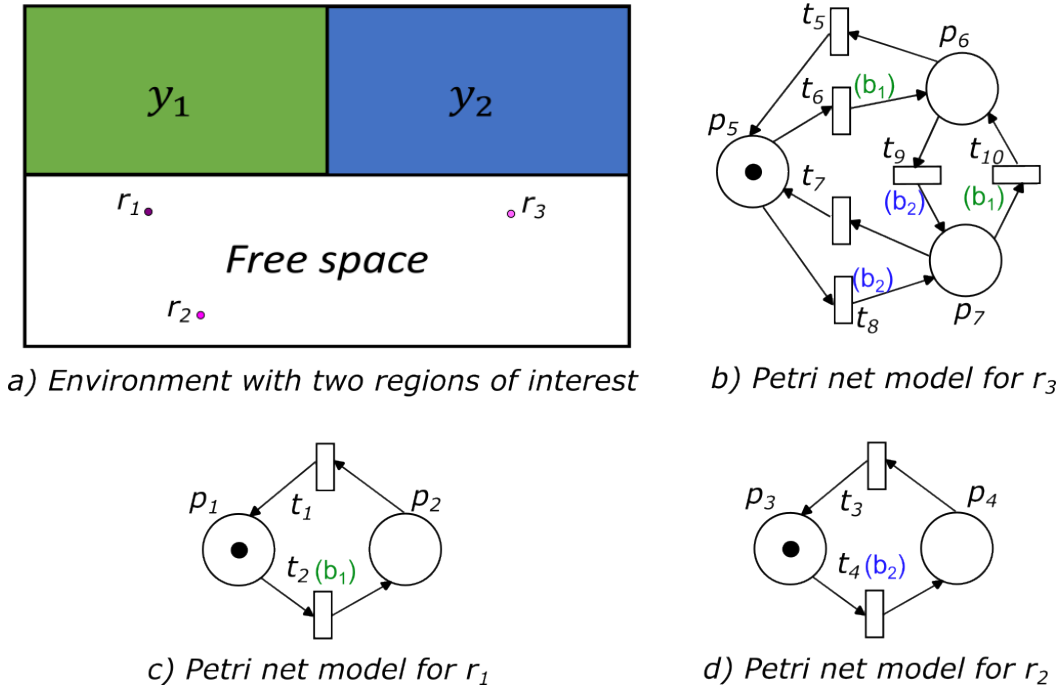 y₁ y₂
r₁ r₃
Free space
r₂
a) Environment with two regions of interest
t₅
p₆
t₆ (b₁)
p₅
t₉ t₁₀
t₇
(b₂) (b₁)
(b₂)
t₈
p₇
b) Petri net model for r₃
p₁ t₁ p₂
t₂ (b₁)
c) Petri net model for r₁
p₃ t₃ p₄
t₄ (b₂)
d) Petri net model for r₂